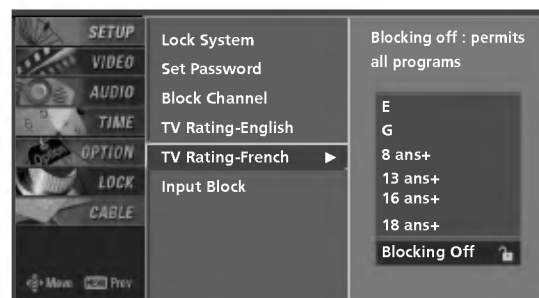 SETUP
VIDEO
AUDIO
TIME
OPTION
LOCK
CABLE
Move MENU Prev
Lock System
Set Password
Block Channel
TV Rating-English
TV Rating-French
Input Block
Blocking off : permits
all programs
E
G
8 ans+
13 ans+
16 ans+
18 ans+
Blocking Off